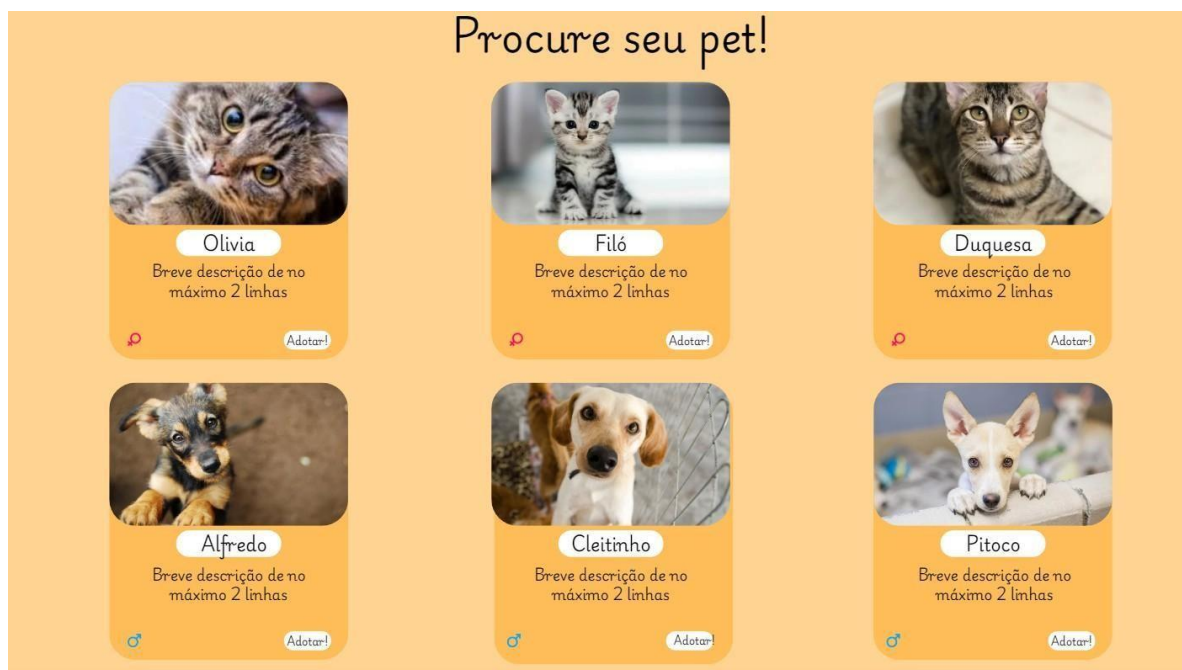 Procure seu pet!
Olivia
Breve descrição de no
máximo 2 linhas
Adotar!
Filó
Breve descrição de no
máximo 2 linhas
Adotar!
Duquesa
Breve descrição de no
máximo 2 linhas
Adotar!
Alfredo
Breve descrição de no
máximo 2 linhas
Adotar!
Cleitinho
Breve descrição de no
máximo 2 linhas
Adotar!
Pitoco
Breve descrição de no
máximo 2 linhas
Adotar!